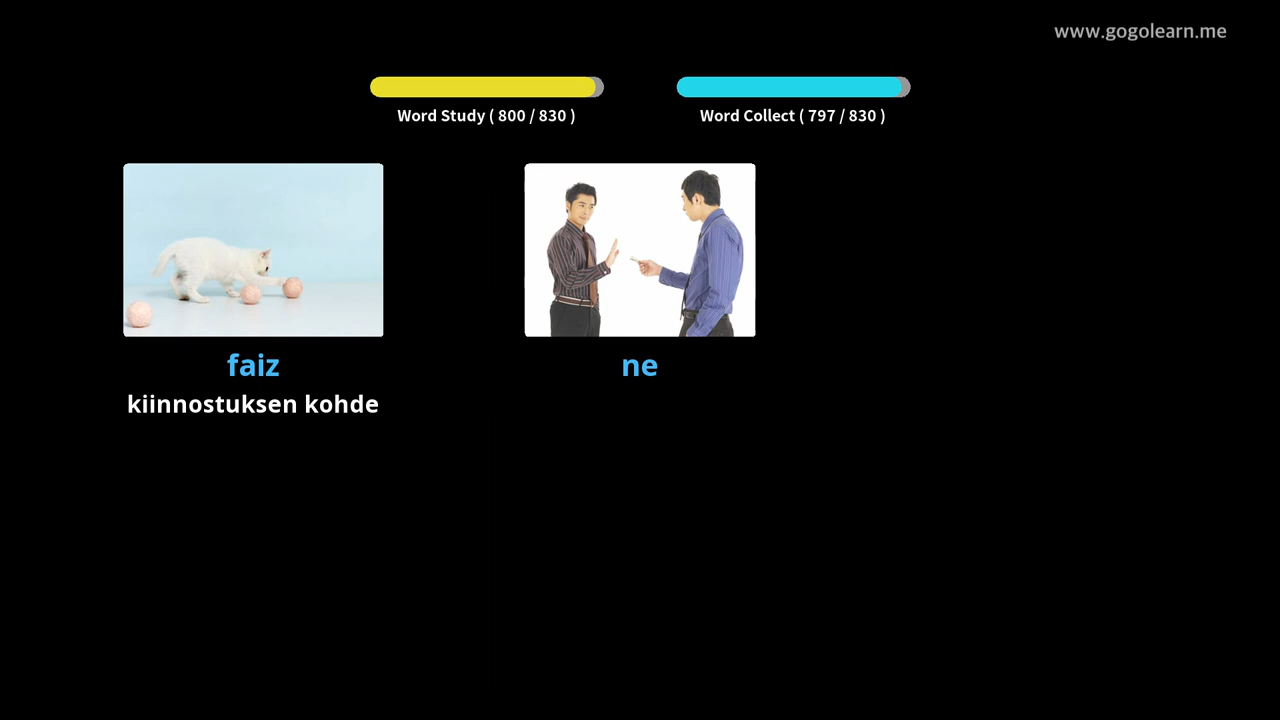 www.gogolearn.me
Word Study ( 800 / 830 )
Word Collect ( 797 / 830 )
faiz
ne
kiinnostuksen kohde